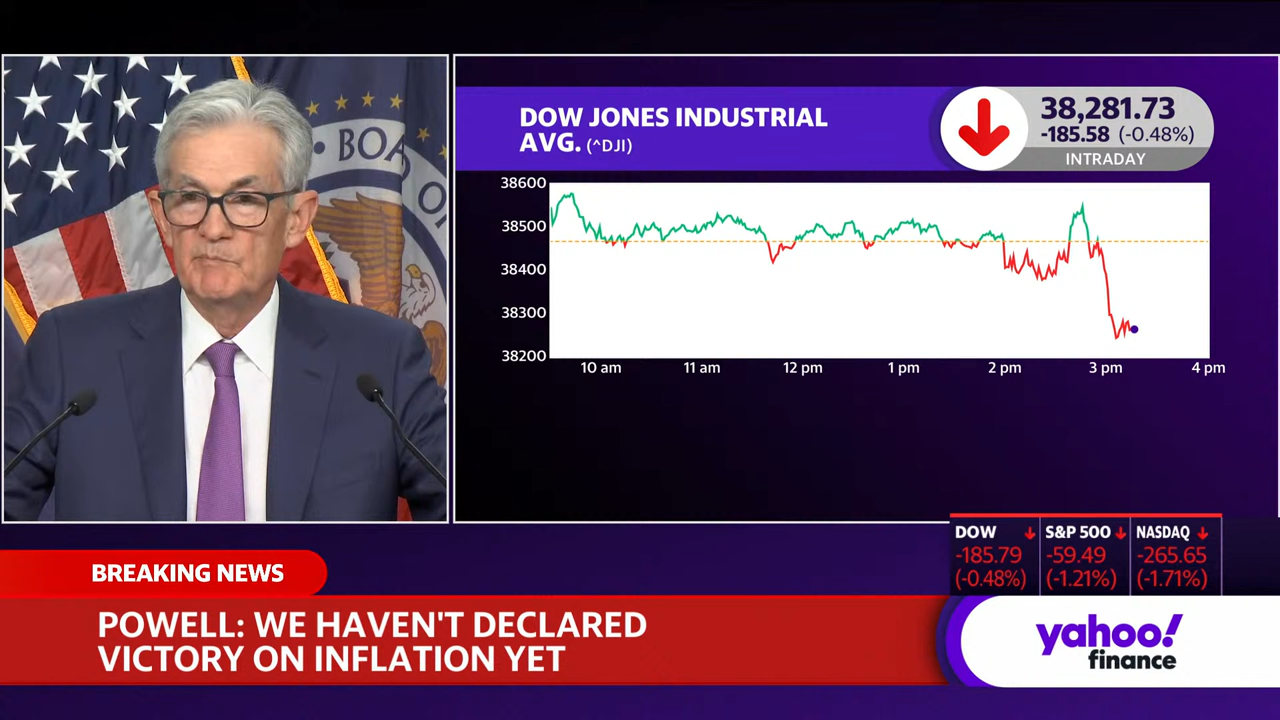 BOA
OF
DOW JONES INDUSTRIAL
AVG. (^DJI)
38,281.73
-185.58 (-0.48%)
INTRADAY
38600
38500
38400
38300
38200
10 am 11 am 12 pm 1 pm 2 pm 3 pm 4 pm
DOW S&P 500 NASDAQ
-185.79 -59.49 -265.65
(-0.48%) (-1.21%) (-1.71%)
BREAKING NEWS
POWELL: WE HAVEN'T DECLARED
VICTORY ON INFLATION YET
yahoo!
finance